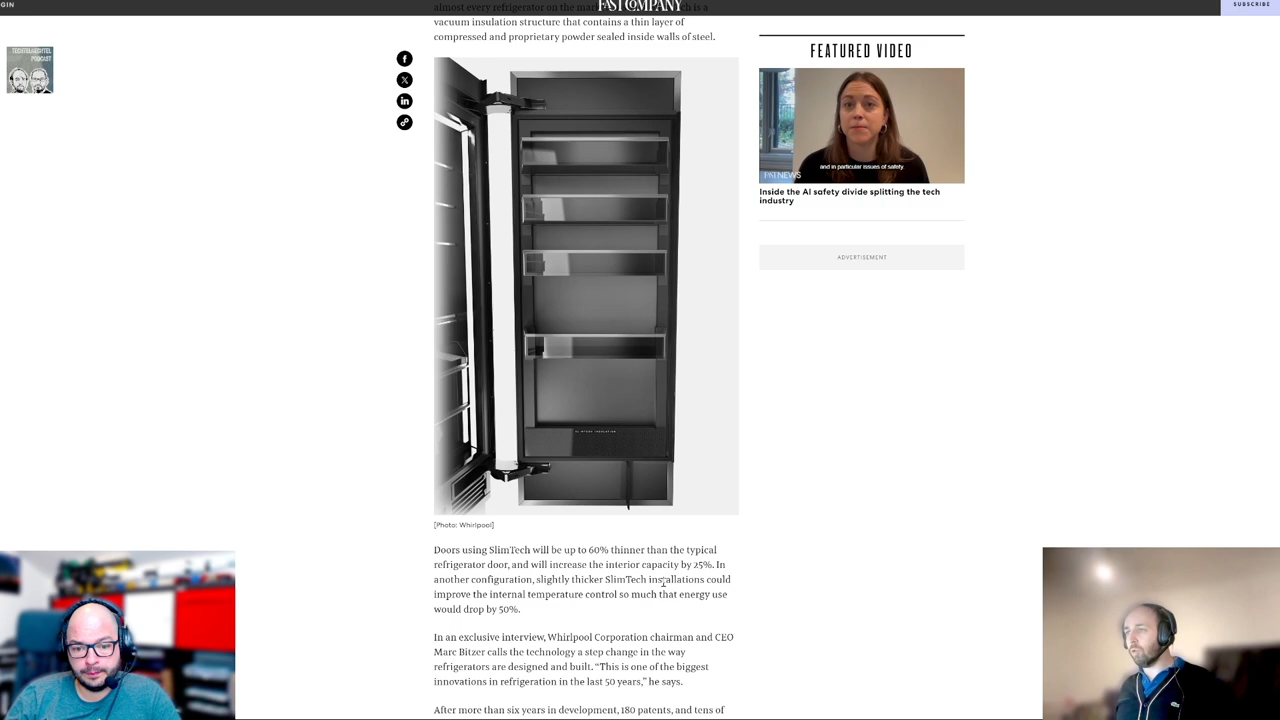 GIN
FAST COMPANY
SUBSCRIBE
almost every refrigerator on the
vacuum insulation structure that contains a thin layer of
compressed and proprietary powder sealed inside walls of steel.
TECHTELMECHTEL
PODCAST
FEATURED VIDEO
and in particular issues of safety.
NEWS
Inside the AI safety divide splitting the tech
industry
ADVERTISEMENT
[Photo: Whirlpool]
Doors using SlimTech will be up to 60% thinner than the typical
refrigerator door, and will increase the interior capacity by 25%. In
another configuration, slightly thicker SlimTech installations could
improve the internal temperature control so much that energy use
would drop by 50%.
In an exclusive interview, Whirlpool Corporation chairman and CEO
Marc Bitzer calls the technology a step change in the way
refrigerators are designed and built. “This is one of the biggest
innovations in refrigeration in the last 50 years,” he says.
After more than six years in development, 180 patents, and tens of